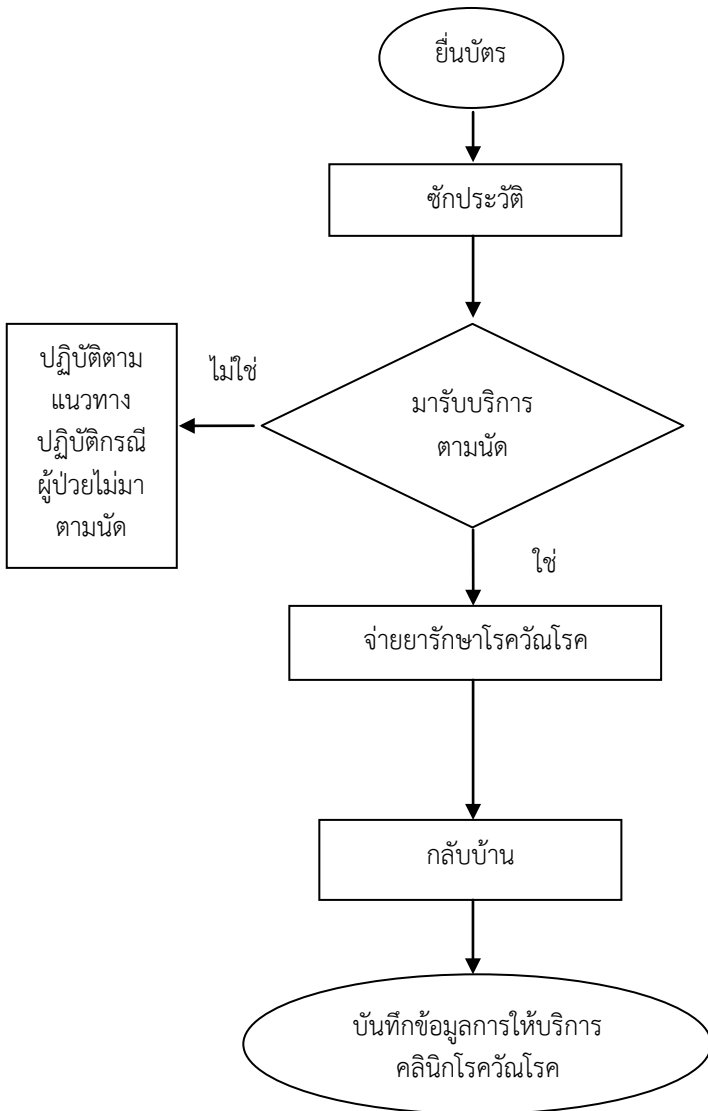 ยื่นบัตร
ซักประวัติ
มารับบริการ
ตามนัด
ไม่ใช่
ปฏิบัติตาม
แนวทาง
ปฏิบัติกรณี
ผู้ป่วยไม่มา
ตามนัด
ใช่
จ่ายยารักษาโรควัณโรค
กลับบ้าน
บันทึกข้อมูลการให้บริการ
คลินิกโรควัณโรค